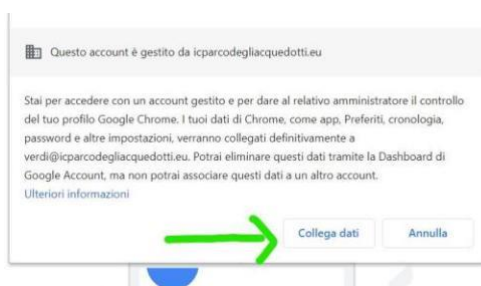 Questo account è gestito da icparcodegliacquedotti.eu
Stai per accedere con un account gestito e per dare al relativo amministratore il controllo
del tuo profilo Google Chrome. I tuoi dati di Chrome, come app, Preferiti, cronologia,
password e altre impostazioni, verranno collegati definitivamente a
verdi@icparcodegliacquedotti.eu. Potrai eliminare questi dati tramite la Dashboard di
Google Account, ma non potrai associare questi dati a un altro account.
Ulteriori informazioni
Collega dati Annulla